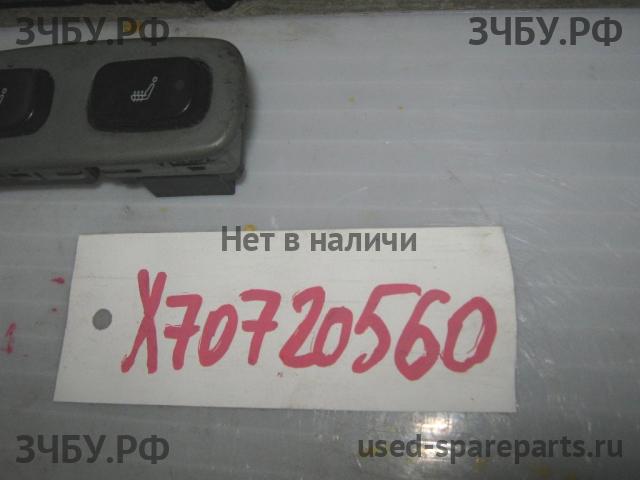 ЗЧБУ.РФ ЗЧБУ.РФ
Нет в наличи
X70720560
ЗЧБУ.РФ used-spareparts.ru